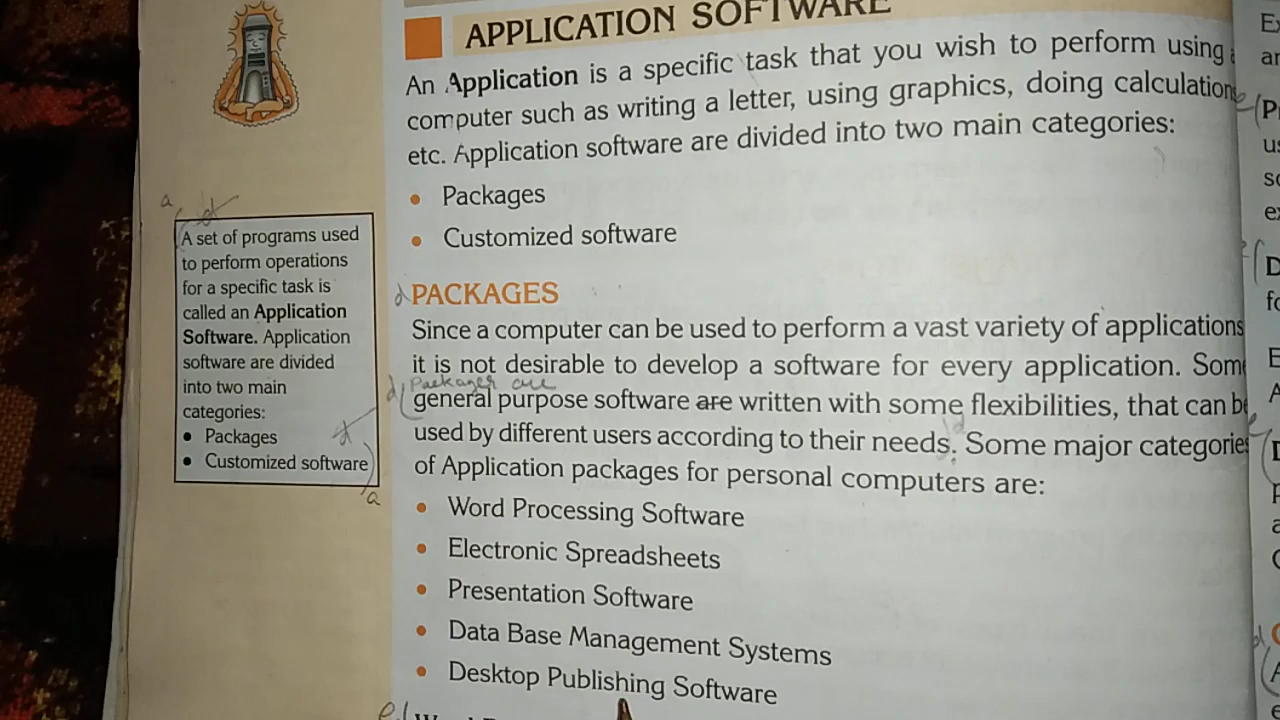 APPLICATION SOFTWARE
An Application is a specific task that you wish to perform using a
computer such as writing a letter, using graphics, doing calculation
etc. Application software are divided into two main categories:
• Packages
• Customized software
a
A set of programs used
to perform operations
for a specific task is
called an Application
Software. Application
software are divided
into two main
categories:
• Packages
• Customized software
a
d PACKAGES
Since a computer can be used to perform a vast variety of applications
it is not desirable to develop a software for every application. Some
Packages are
general purpose software are written with some flexibilities, that can be
used by different users according to their needs. Some major categories
of Application packages for personal computers are:
• Word Processing Software
• Electronic Spreadsheets
• Presentation Software
• Data Base Management Systems
• Desktop Publishing Software